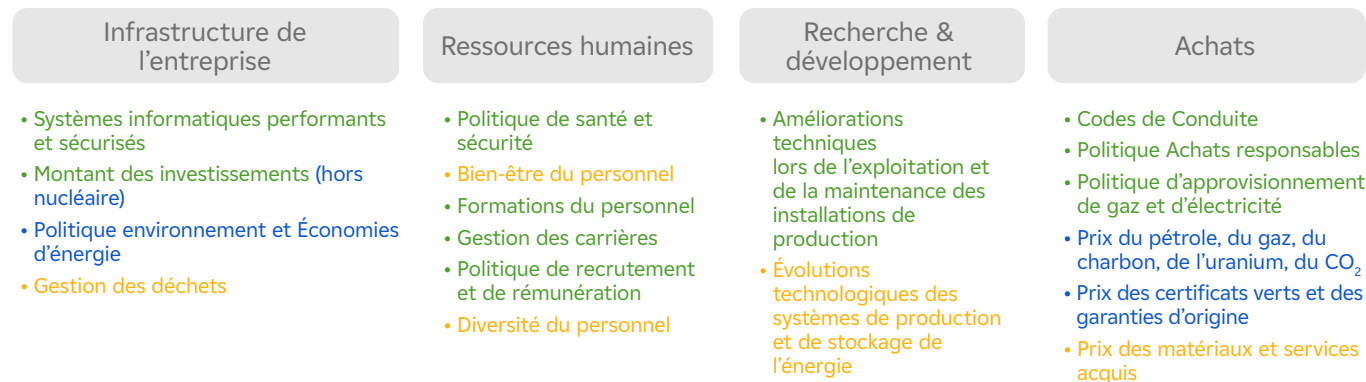 Infrastructure de
l’entreprise
• Systèmes informatiques performants
et sécurisés
• Montant des investissements (hors
nucléaire)
• Politique environnement et Économies
d’énergie
• Gestion des déchets
Ressources humaines
• Politique de santé et
sécurité
• Bien-être du personnel
• Formations du personnel
• Gestion des carrières
• Politique de recrutement
et de rémunération
• Diversité du personnel
Recherche &
développement
• Améliorations
techniques
lors de l’exploitation et
de la maintenance des
installations de
production
• Évolutions
technologiques des
systèmes de production
et de stockage de
l’énergie
Achats
• Codes de Conduite
• Politique Achats responsables
• Politique d’approvisionnement
de gaz et d’électricité
• Prix du pétrole, du gaz, du
charbon, de l’uranium, du CO₂
• Prix des certificats verts et des
garanties d’origine
• Prix des matériaux et services
acquis